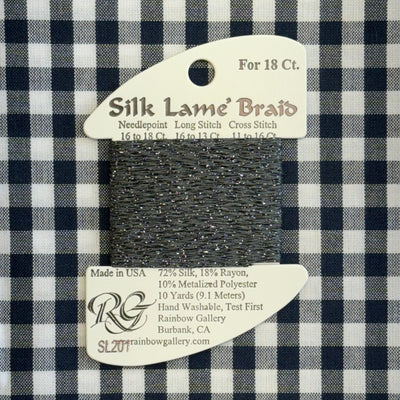 For 18 Ct.
Silk Lame' Braid
Needlepoint Long Stitch Cross Stitch
16 to 18 Ct. 16 to 13 Ct. 11 to 16 Ct.
Made in USA
72% Silk, 18% Rayon,
10% Metalized Polyester
10 Yards (9.1 Meters)
Hand Washable, Test First
Rainbow Gallery
Burbank, CA
rainbowgallery.com
RG
SL201